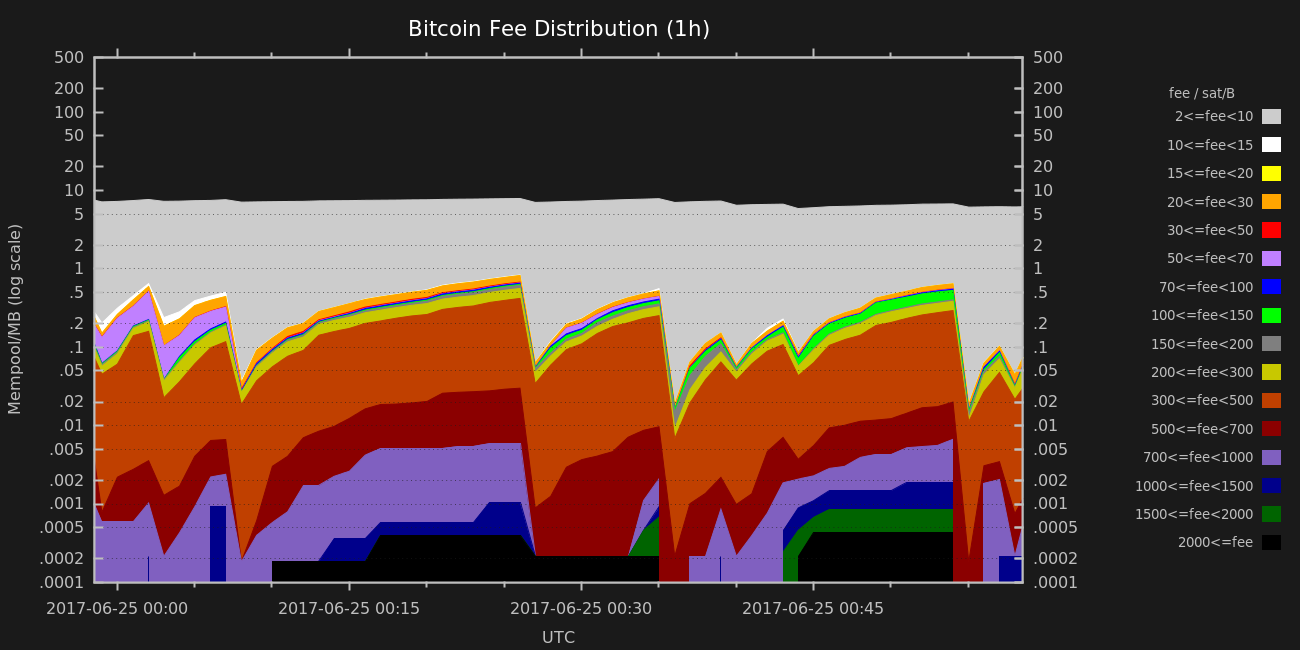 Bitcoin Fee Distribution (1h)
500 500
200 200
100 100
50 50
20 20
10 10
5 5
2 2
1 1
.5 .5
.2 .2
.1 .1
.05 .05
.02 .02
.01 .01
.005 .005
.002 .002
.001 .001
.0005 .0005
.0002 .0002
.0001 .0001
Mempool/MB (log scale)
2017-06-25 00:00 2017-06-25 00:15 2017-06-25 00:30 2017-06-25 00:45
UTC
fee / sat/B
2<=fee<10
10<=fee<15
15<=fee<20
20<=fee<30
30<=fee<50
50<=fee<70
70<=fee<100
100<=fee<150
150<=fee<200
200<=fee<300
300<=fee<500
500<=fee<700
700<=fee<1000
1000<=fee<1500
1500<=fee<2000
2000<=fee